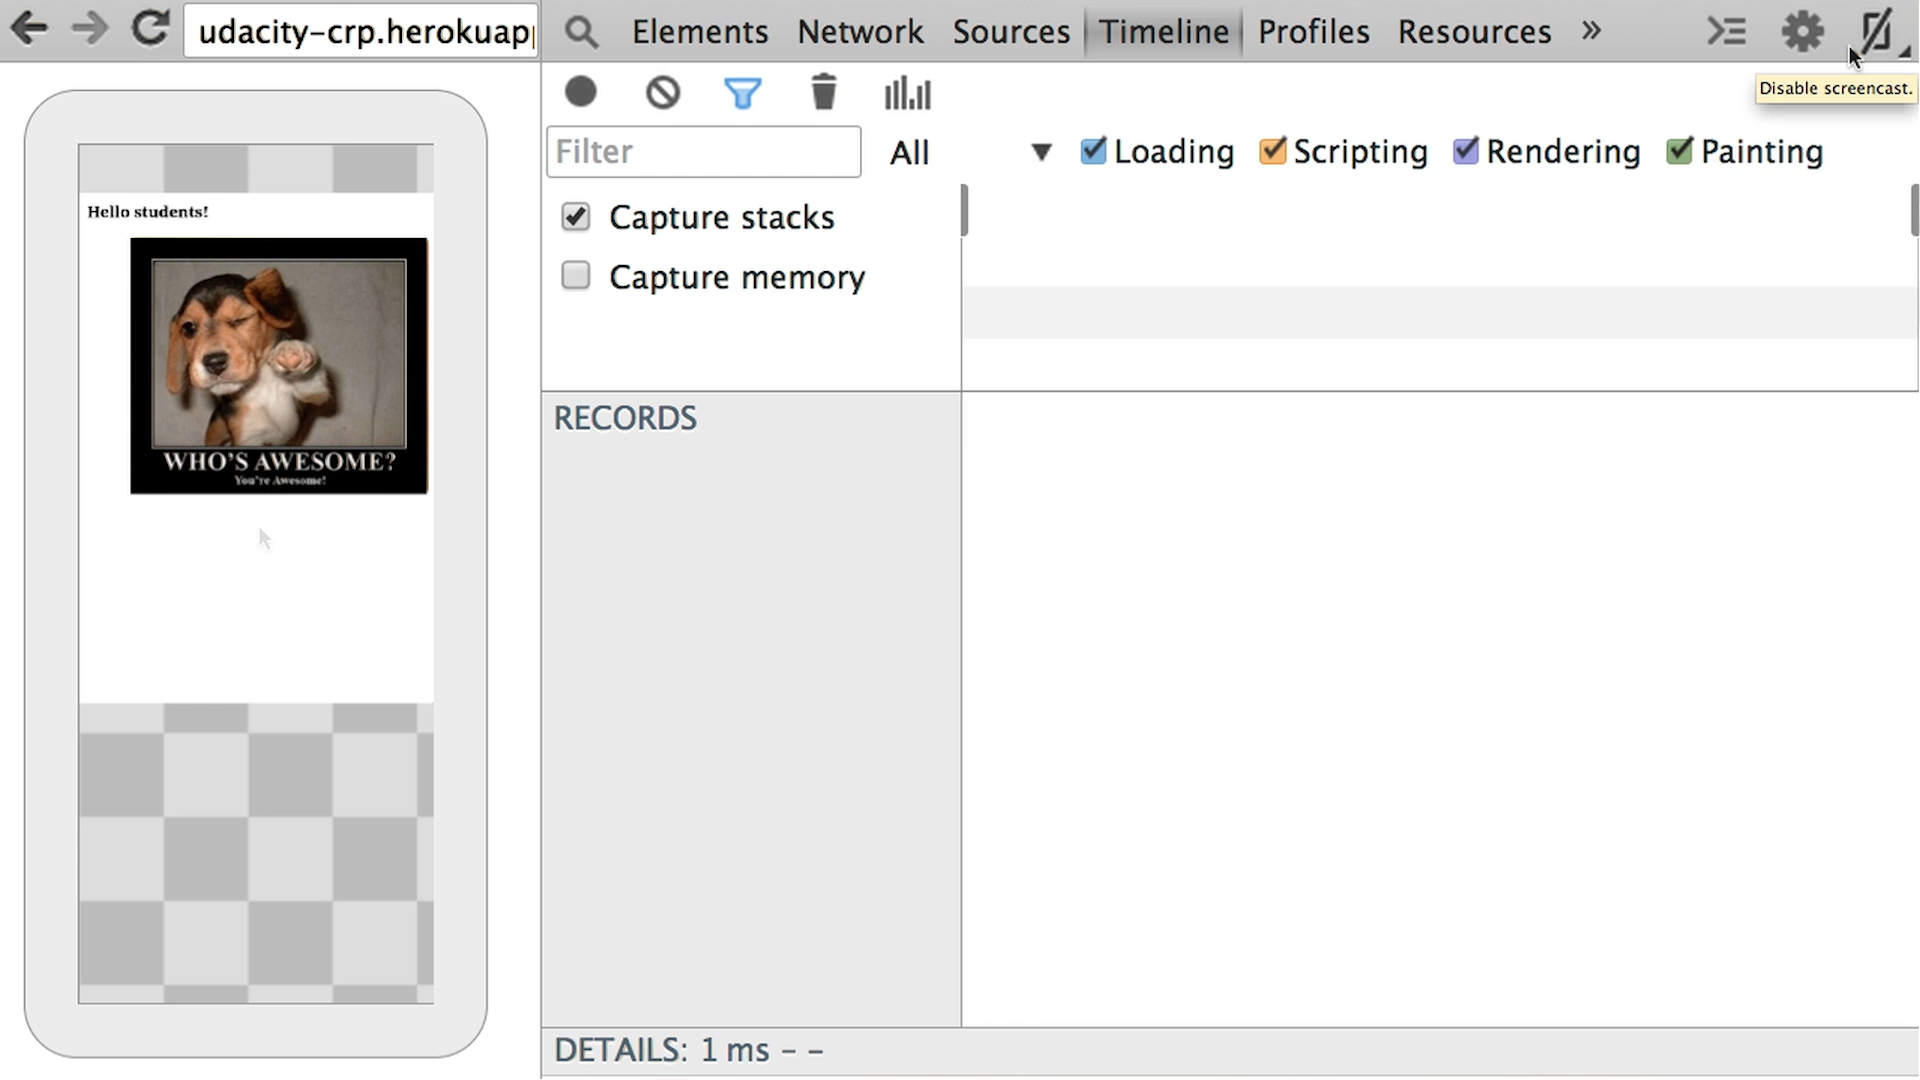 udacity-crp.herokuapp
Elements Network Sources Timeline Profiles Resources »
Disable screencast.
Filter
All
Loading Scripting Rendering Painting
Capture stacks
Capture memory
RECORDS
DETAILS: 1 ms – –
Hello students!
WHO'S AWESOME?
You're Awesome!